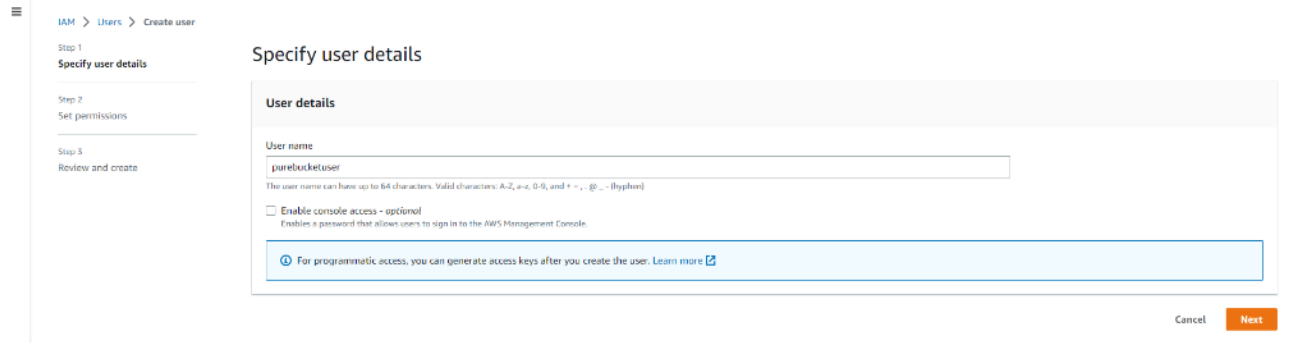 IAM > Users > Create user
Step 1
Specify user details
Step 2
Set permissions
Step 3
Review and create
Specify user details
User details
User name
purebucketuser
The user name can have up to 64 characters. Valid characters: A-Z, a-z, 0-9, and + = , . @ _ - (hyphen)
Enable console access - optional
Enables a password that allows users to sign in to the AWS Management Console.
For programmatic access, you can generate access keys after you create the user. Learn more
Cancel
Next